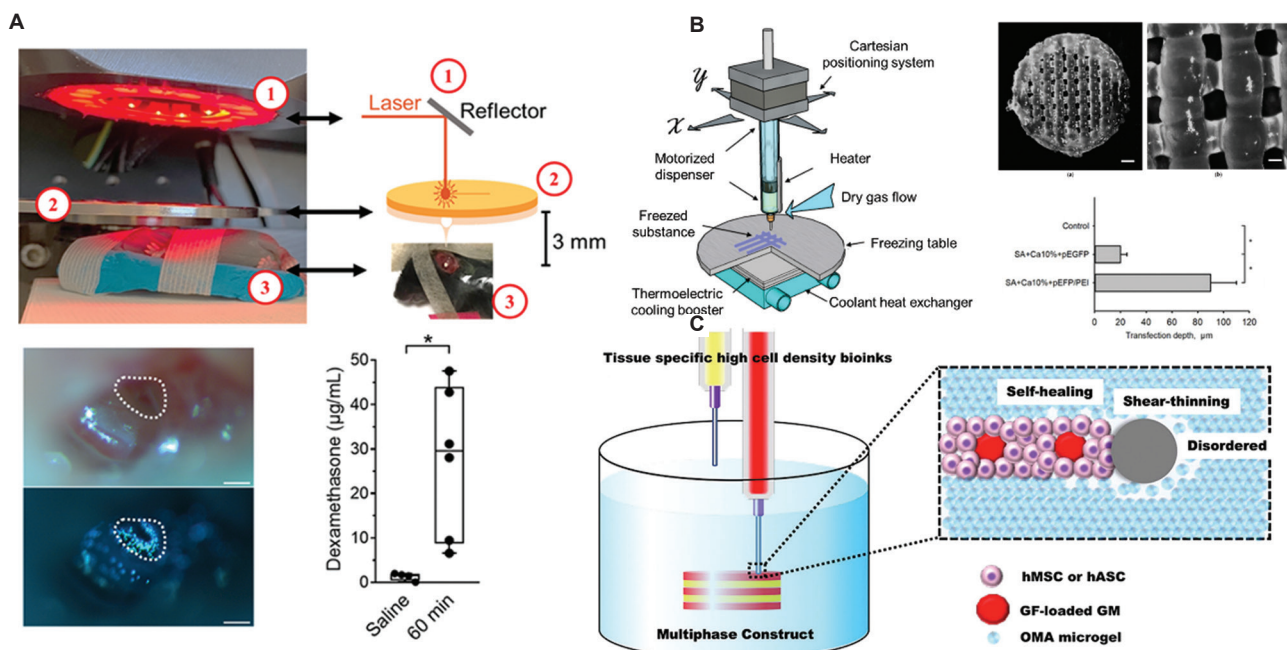 A
1
2
3
1
Laser
Reflector
2
3 mm
3
Dexamethasone (µg/mL)
50
40
30
20
10
0
*
Saline
60 min
B
Cartesian
positioning system
y
x
Motorized
dispenser
Heater
Dry gas flow
Freezed
substance
Freezing table
Thermoelectric
cooling booster
Coolant heat exchanger
(a)
(b)
Control
SA+Ca10%+pEGFP
SA+Ca10%+pEFP/PEI
*
*
0 20 40 60 80 100 120
Transfection depth, µm
C
Tissue specific high cell density bioinks
Multiphase Construct
Self-healing
Shear-thinning
Disordered
hMSC or hASC
GF-loaded GM
OMA microgel